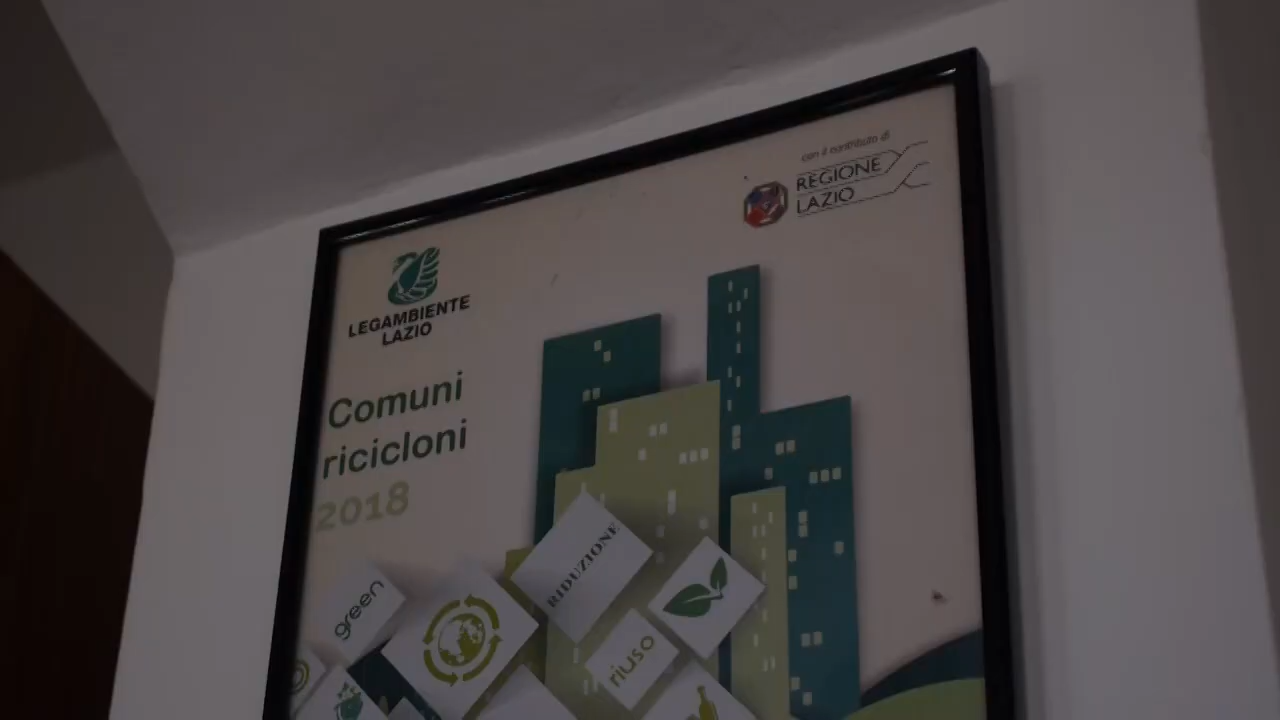 con il contributo di
REGIONE
LAZIO
LEGAMBIENTE
LAZIO
Comuni
ricicloni
2018
RIDUZIONE
green
riuso